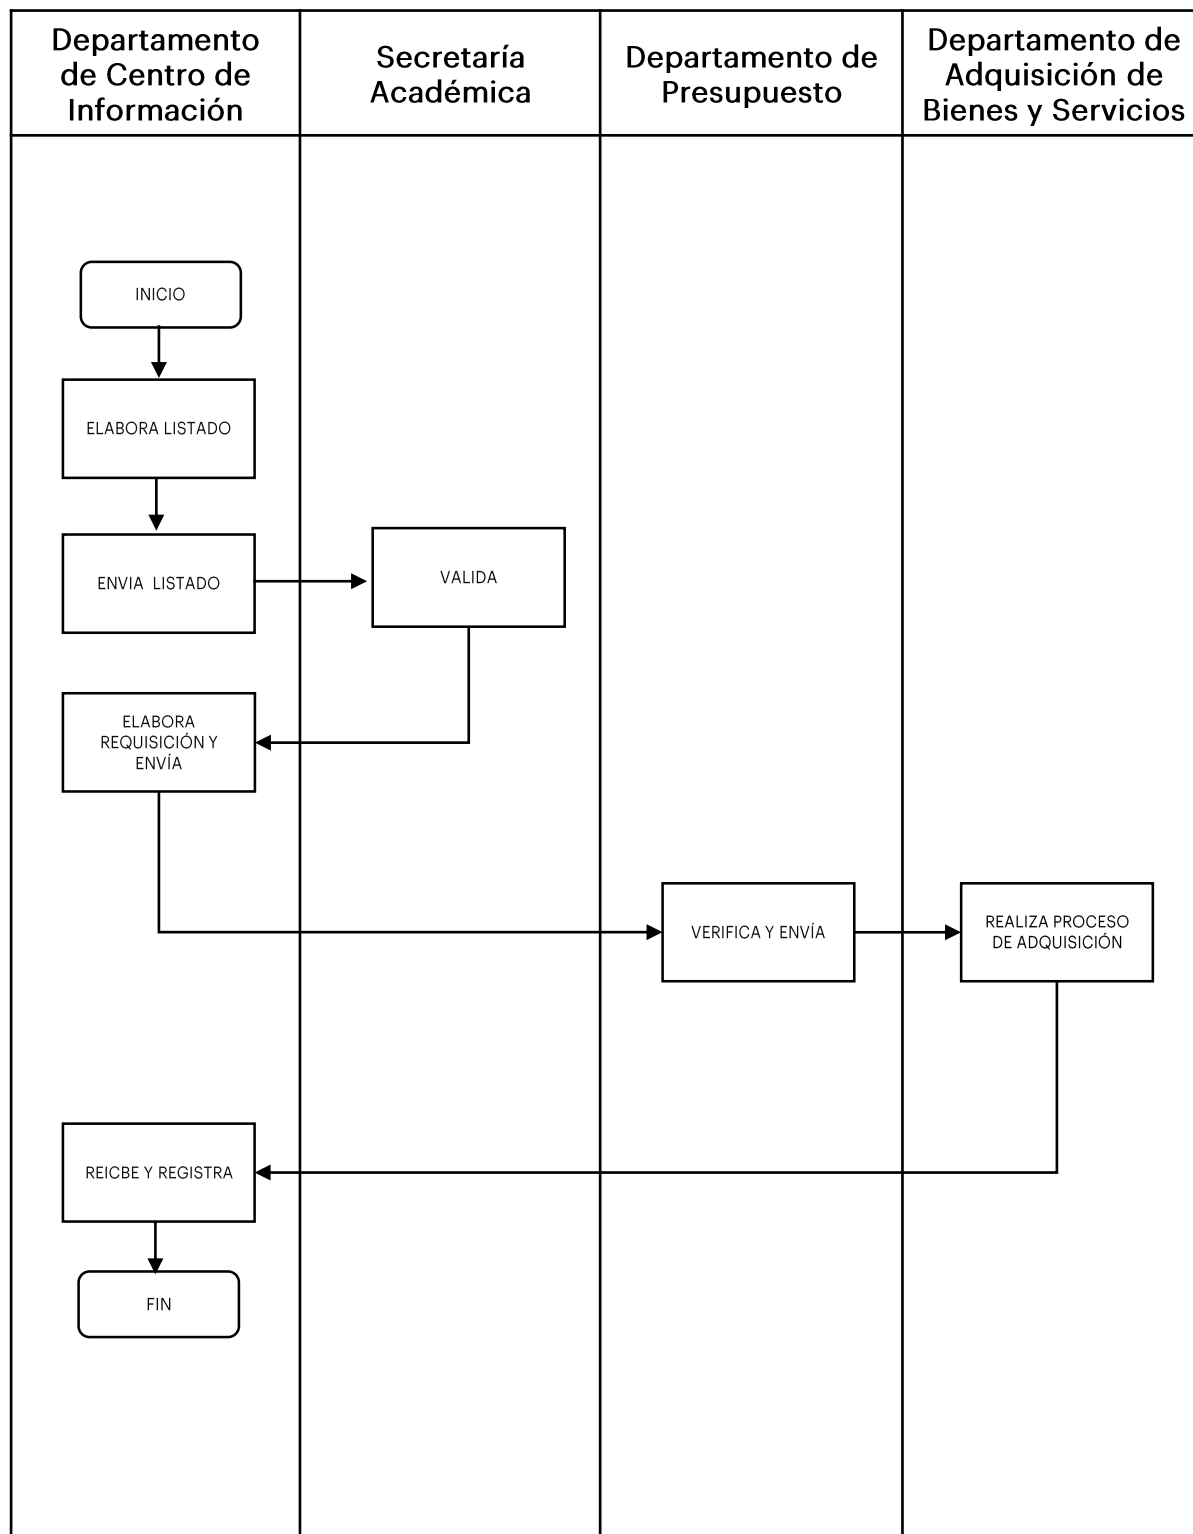 Departamento
de Centro de
Información
Secretaría
Académica
Departamento de
Presupuesto
Departamento de
Adquisición de
Bienes y Servicios
INICIO
ELABORA LISTADO
ENVIA LISTADO
VALIDA
ELABORA
REQUISICIÓN Y
ENVÍA
VERIFICA Y ENVÍA
REALIZA PROCESO
DE ADQUISICIÓN
REICBE Y REGISTRA
FIN